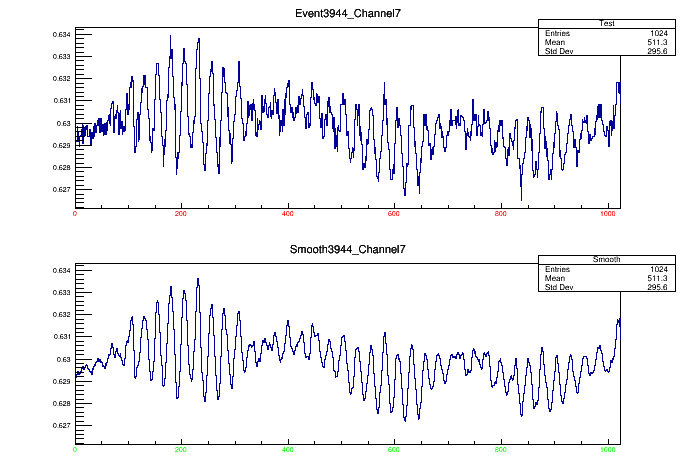 Event3944_Channel7
Test
Entries 1024
Mean 511.3
Std Dev 295.6
0.634
0.633
0.632
0.631
0.63
0.629
0.628
0.627
0 200 400 600 800 1000
Smooth3944_Channel7
Smooth
Entries 1024
Mean 511.3
Std Dev 295.6
0.634
0.633
0.632
0.631
0.63
0.629
0.628
0.627
0 200 400 600 800 1000